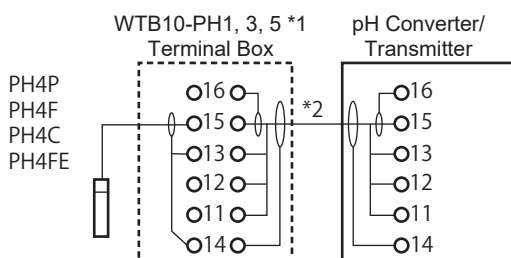 WTB10-PH1, 3, 5 *1
Terminal Box
pH Converter/
Transmitter
PH4P
PH4F
PH4C
PH4FE
16
15
13
12
11
14
*2
16
15
13
12
11
14